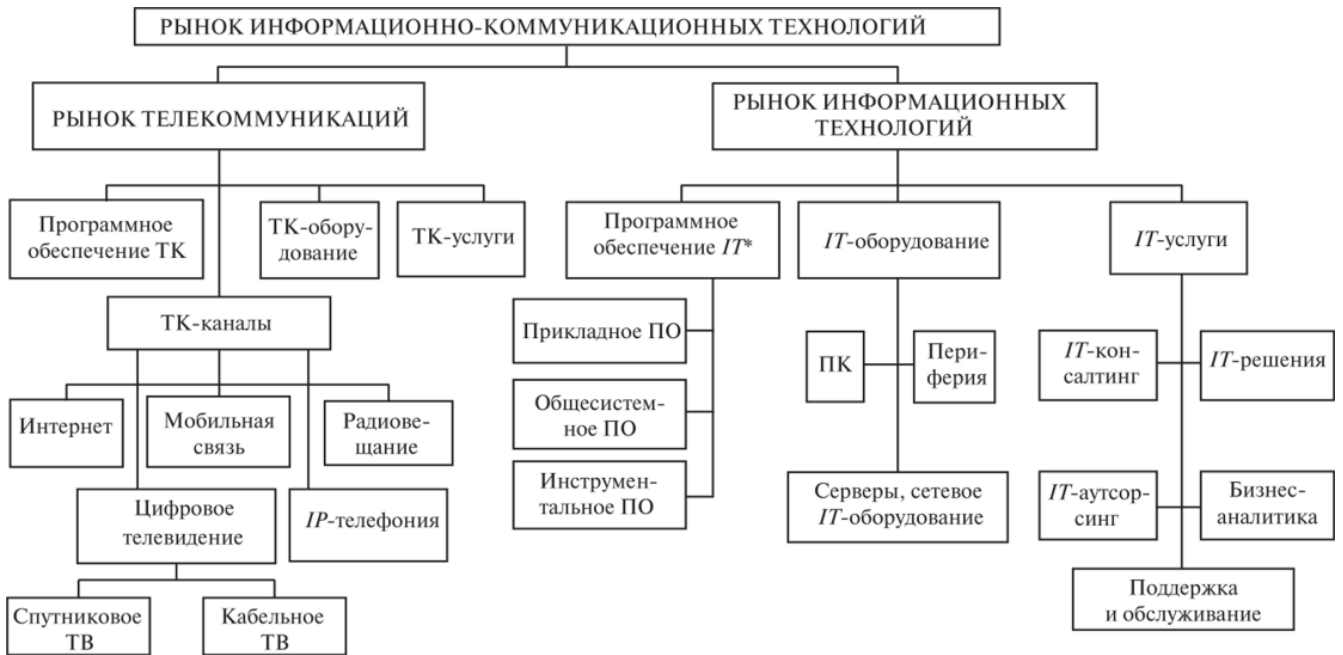 РЫНОК ИНФОРМАЦИОННО-КОММУНИКАЦИОННЫХ ТЕХНОЛОГИЙ
РЫНОК ТЕЛЕКОММУНИКАЦИЙ
РЫНОК ИНФОРМАЦИОННЫХ
ТЕХНОЛОГИЙ
Программное
обеспечение ТК
ТК-обору-
дование
ТК-услуги
Программное
обеспечение IT*
IT-оборудование
IT-услуги
ТК-каналы
Интернет
Мобильная
связь
Радиове-
щание
Цифровое
телевидение
IP-телефония
Спутниковое
ТВ
Кабельное
ТВ
Прикладное ПО
Общесистем-
ное ПО
Инструмен-
тальное ПО
ПК
Пери-
ферия
Серверы, сетевое
IT-оборудование
IT-кон-
салтинг
IT-решения
IT-аутсор-
синг
Бизнес-
аналитика
Поддержка
и обслуживание